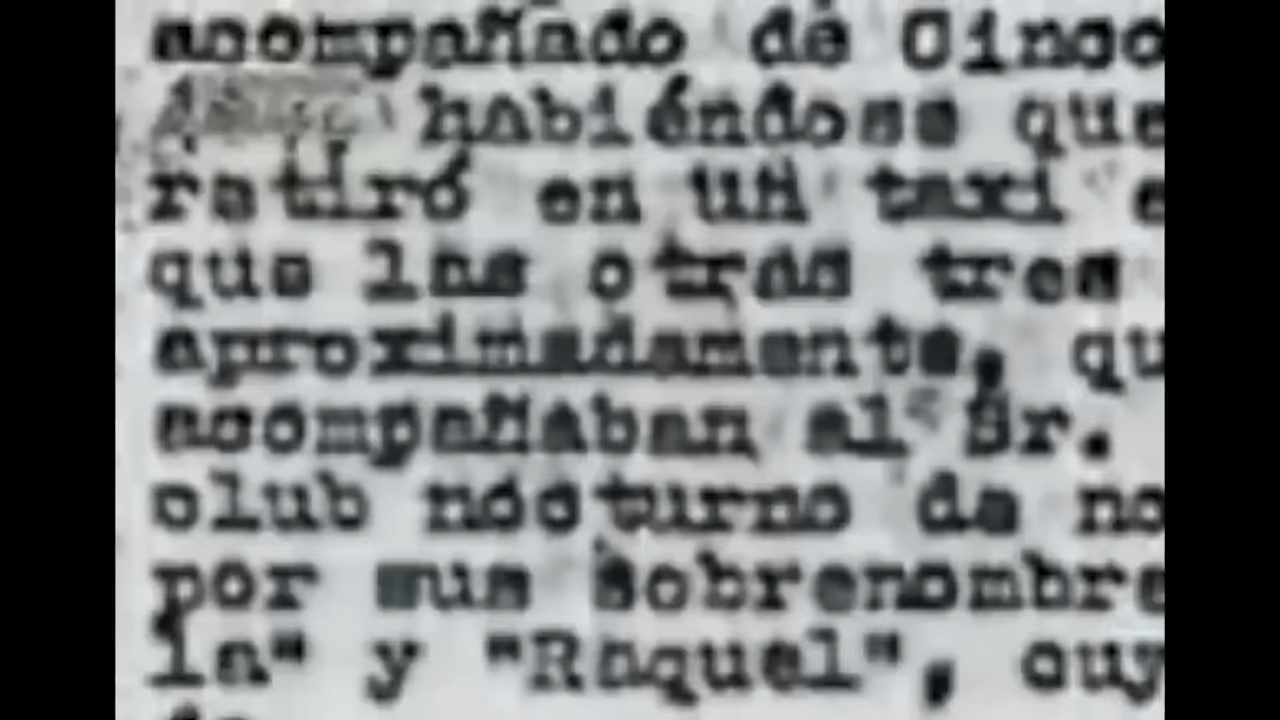 acompañado de Cinco
habiéndose que
retiró en un taxi e
que las otras tres
aproximadamente, qu
acompañaban al Sr.
club nocturno de no
por sus sobrenombre
la" y "Raquel", cuy